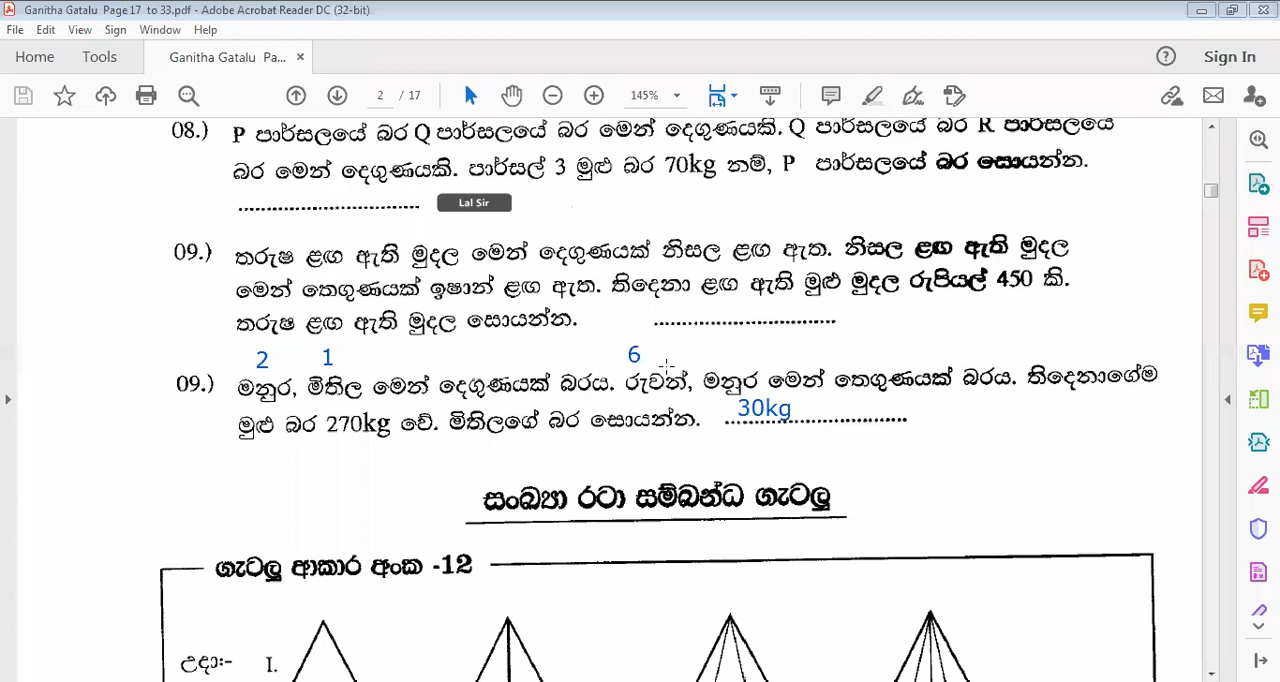 Ganitha Gatalu Page 17 to 33.pdf - Adobe Acrobat Reader DC (32-bit)
File Edit View Sign Window Help
Home Tools Ganitha Gatalu Pa... × Sign In
2 / 17 145%
08.) P පාර්සලයේ බර Q පාර්සලයේ බර මෙන් දෙගුණයකි. Q පාර්සලයේ බර R පාර්සලයේ
බර මෙන් දෙගුණයකි. පාර්සල් 3 මුළු බර 70kg නම්, P පාර්සලයේ බර සොයන්න.
Lal Sir
09.) තරුෂ ළඟ ඇති මුදල මෙන් දෙගුණයක් නිසල ළඟ ඇත. නිසල ළඟ ඇති මුදල
මෙන් තෙගුණයක් ඉෂාන් ළඟ ඇත. තිදෙනා ළඟ ඇති මුළු මුදල රුපියල් 450 කි.
තරුෂ ළඟ ඇති මුදල සොයන්න. ....................................
2 1 6
09.) මනුර, මිතිල මෙන් දෙගුණයක් බරය. රුවන්, මනුර මෙන් තෙගුණයක් බරය. තිදෙනාගේම
මුළු බර 270kg වේ. මිතිලගේ බර සොයන්න. 30kg
සංඛ්‍යා රටා සම්බන්ධ ගැටලු
ගැටලු ආකාර අංක -12
උදා:- I.